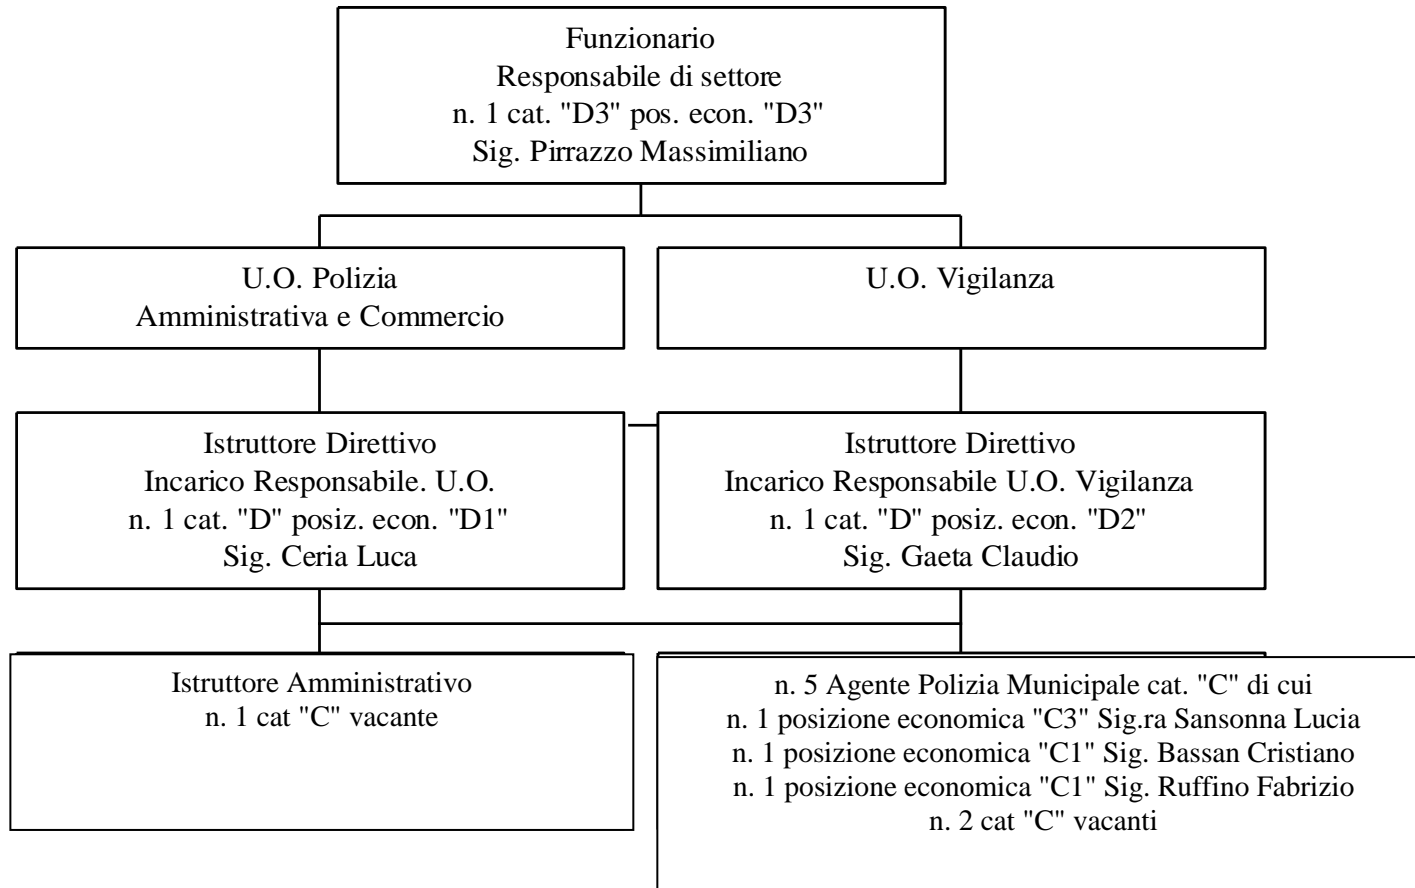 Funzionario
Responsabile di settore
n. 1 cat. "D3" pos. econ. "D3"
Sig. Pirrazzo Massimiliano
U.O. Polizia
Amministrativa e Commercio
U.O. Vigilanza
Istruttore Direttivo
Incarico Responsabile. U.O.
n. 1 cat. "D" posiz. econ. "D1"
Sig. Ceria Luca
Istruttore Direttivo
Incarico Responsabile U.O. Vigilanza
n. 1 cat. "D" posiz. econ. "D2"
Sig. Gaeta Claudio
Istruttore Amministrativo
n. 1 cat "C" vacante
n. 5 Agente Polizia Municipale cat. "C" di cui
n. 1 posizione economica "C3" Sig.ra Sansonna Lucia
n. 1 posizione economica "C1" Sig. Bassan Cristiano
n. 1 posizione economica "C1" Sig. Ruffino Fabrizio
n. 2 cat "C" vacanti